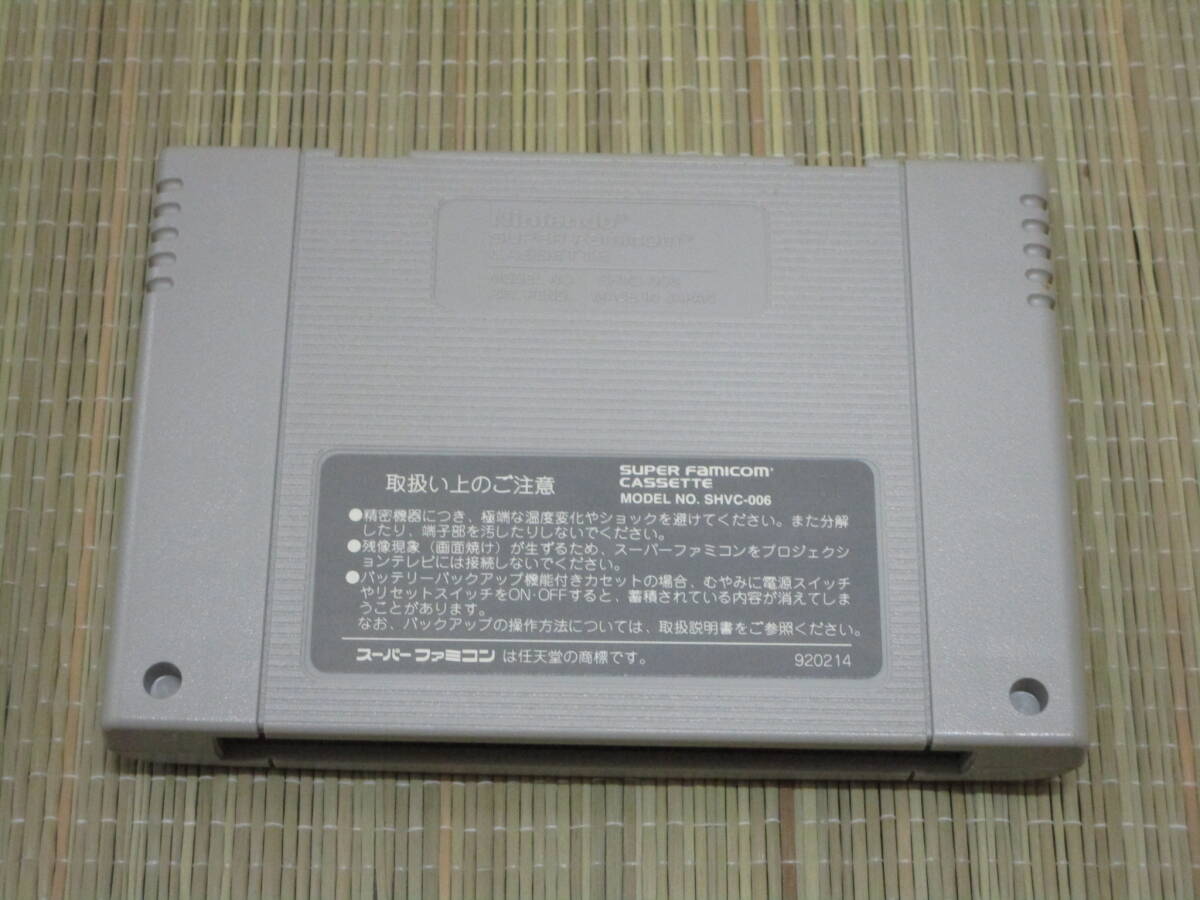 Nintendo®
SUPER Famicom™
CASSETTE
MADE IN JAPAN
取扱い上のご注意
SUPER Famicom®
CASSETTE
MODEL NO. SHVC-006
●精密機器につき、極端な温度変化やショックを避けてください。また分解
したり、端子部を汚したりしないでください。
●残像現象（画面焼け）が生ずるため、スーパーファミコンをプロジェクシ
ョンテレビには接続しないでください。
●バッテリーバックアップ機能付きカセットの場合、むやみに電源スイッチ
やリセットスイッチをON·OFFすると、蓄積されている内容が消えてしま
うことがあります。
なお、バックアップの操作方法については、取扱説明書をご参照ください。
スーパーファミコン は任天堂の商標です。
920214